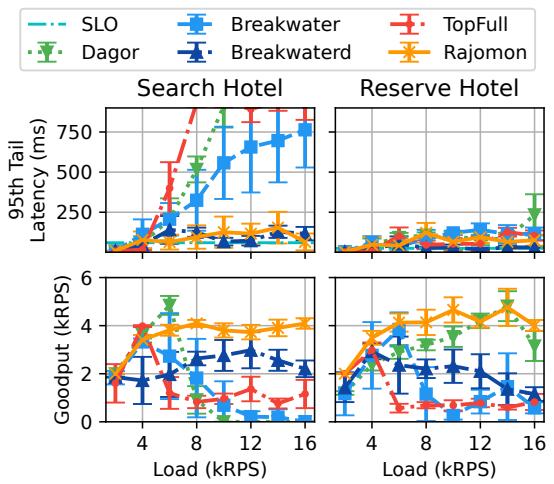 SLO Breakwater TopFull
Dagor Breakwaterd Rajomon
Search Hotel Reserve Hotel
95th Tail
Latency (ms)
750
500
250
Goodput (kRPS)
6
4
2
0
4 8 12 16 4 8 12 16
Load (kRPS) Load (kRPS)